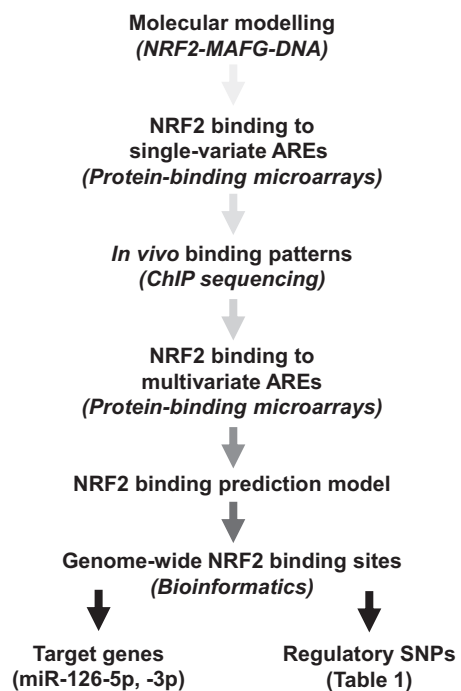 Molecular modelling
(NRF2-MAFG-DNA)
NRF2 binding to
single-variate AREs
(Protein-binding microarrays)
In vivo binding patterns
(ChIP sequencing)
NRF2 binding to
multivariate AREs
(Protein-binding microarrays)
NRF2 binding prediction model
Genome-wide NRF2 binding sites
(Bioinformatics)
Target genes
(miR-126-5p, -3p)
Regulatory SNPs
(Table 1)